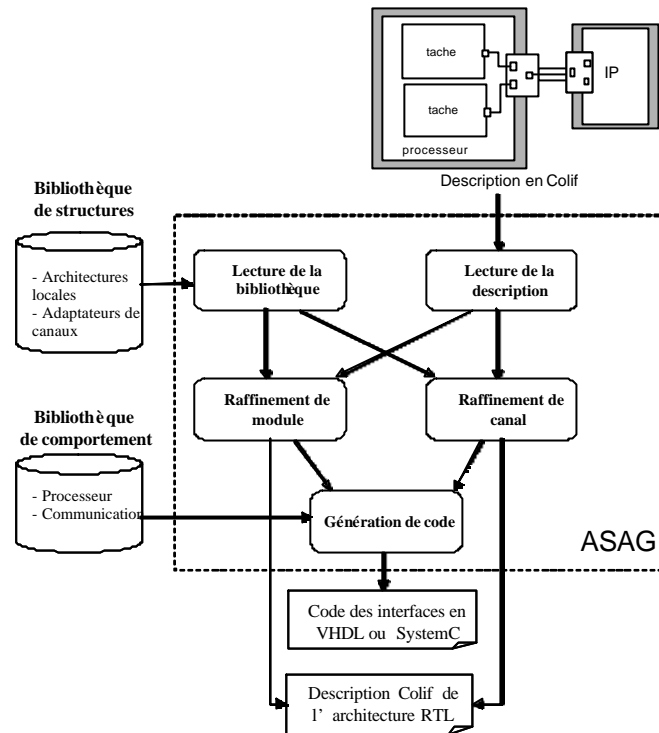 tache
IP
tache
processeur
Description en Colif
Bibliothèque
de structures
- Architectures
locales
- Adaptateurs de
canaux
Lecture de la
bibliothèque
Lecture de la
description
Raffinement de
module
Raffinement de
canal
Bibliothèque
de comportement
- Processeur
- Communication
Génération de code
ASAG
Code des interfaces en
VHDL ou SystemC
Description Colif de
l' architecture RTL